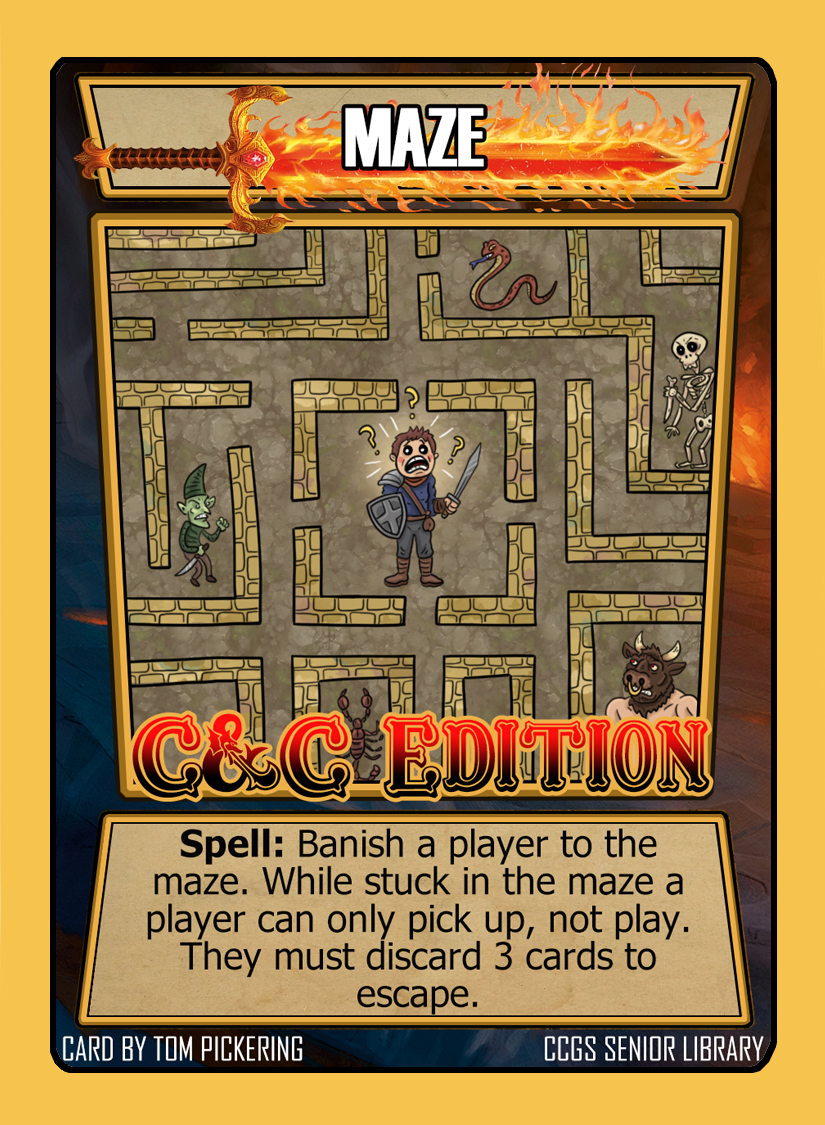 MAZE
? ? ?
C&C EDITION
Spell: Banish a player to the
maze. While stuck in the maze a
player can only pick up, not play.
They must discard 3 cards to
escape.
CARD BY TOM PICKERING
CCGS SENIOR LIBRARY